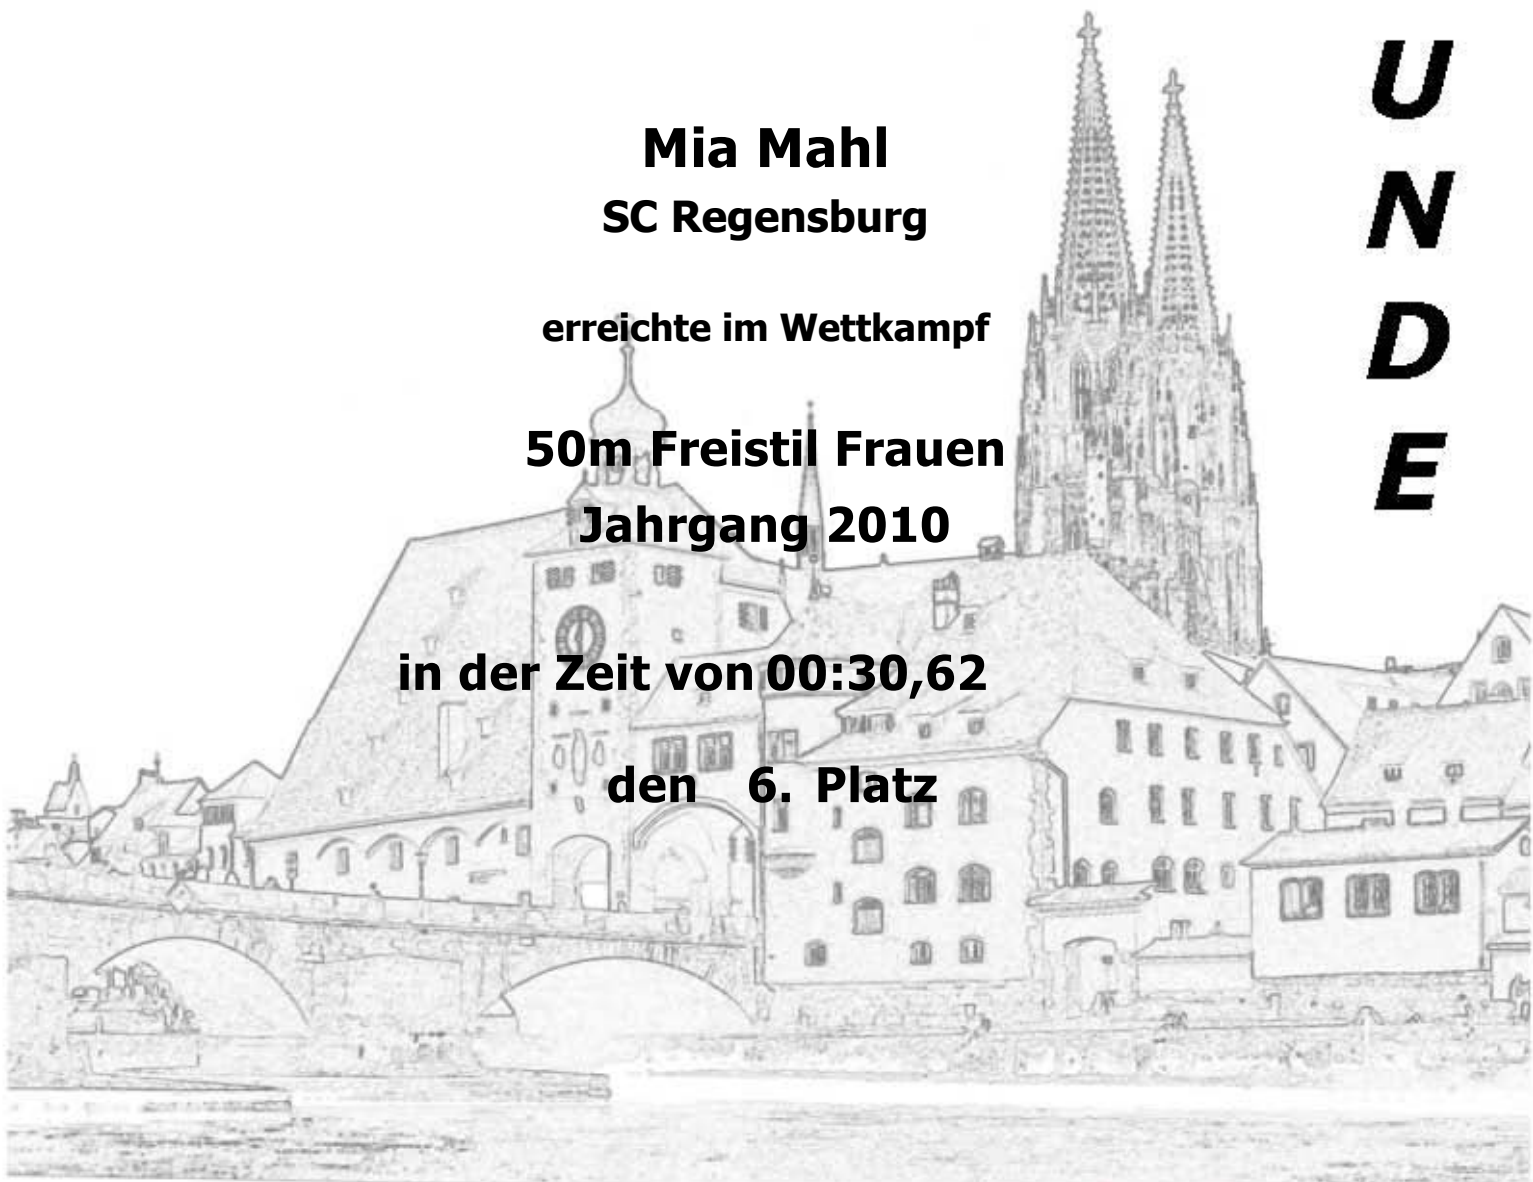 Mia Mahl
SC Regensburg
erreichte im Wettkampf
50m Freistil Frauen
Jahrgang 2010
in der Zeit von 00:30,62
den 6. Platz
U
N
D
E